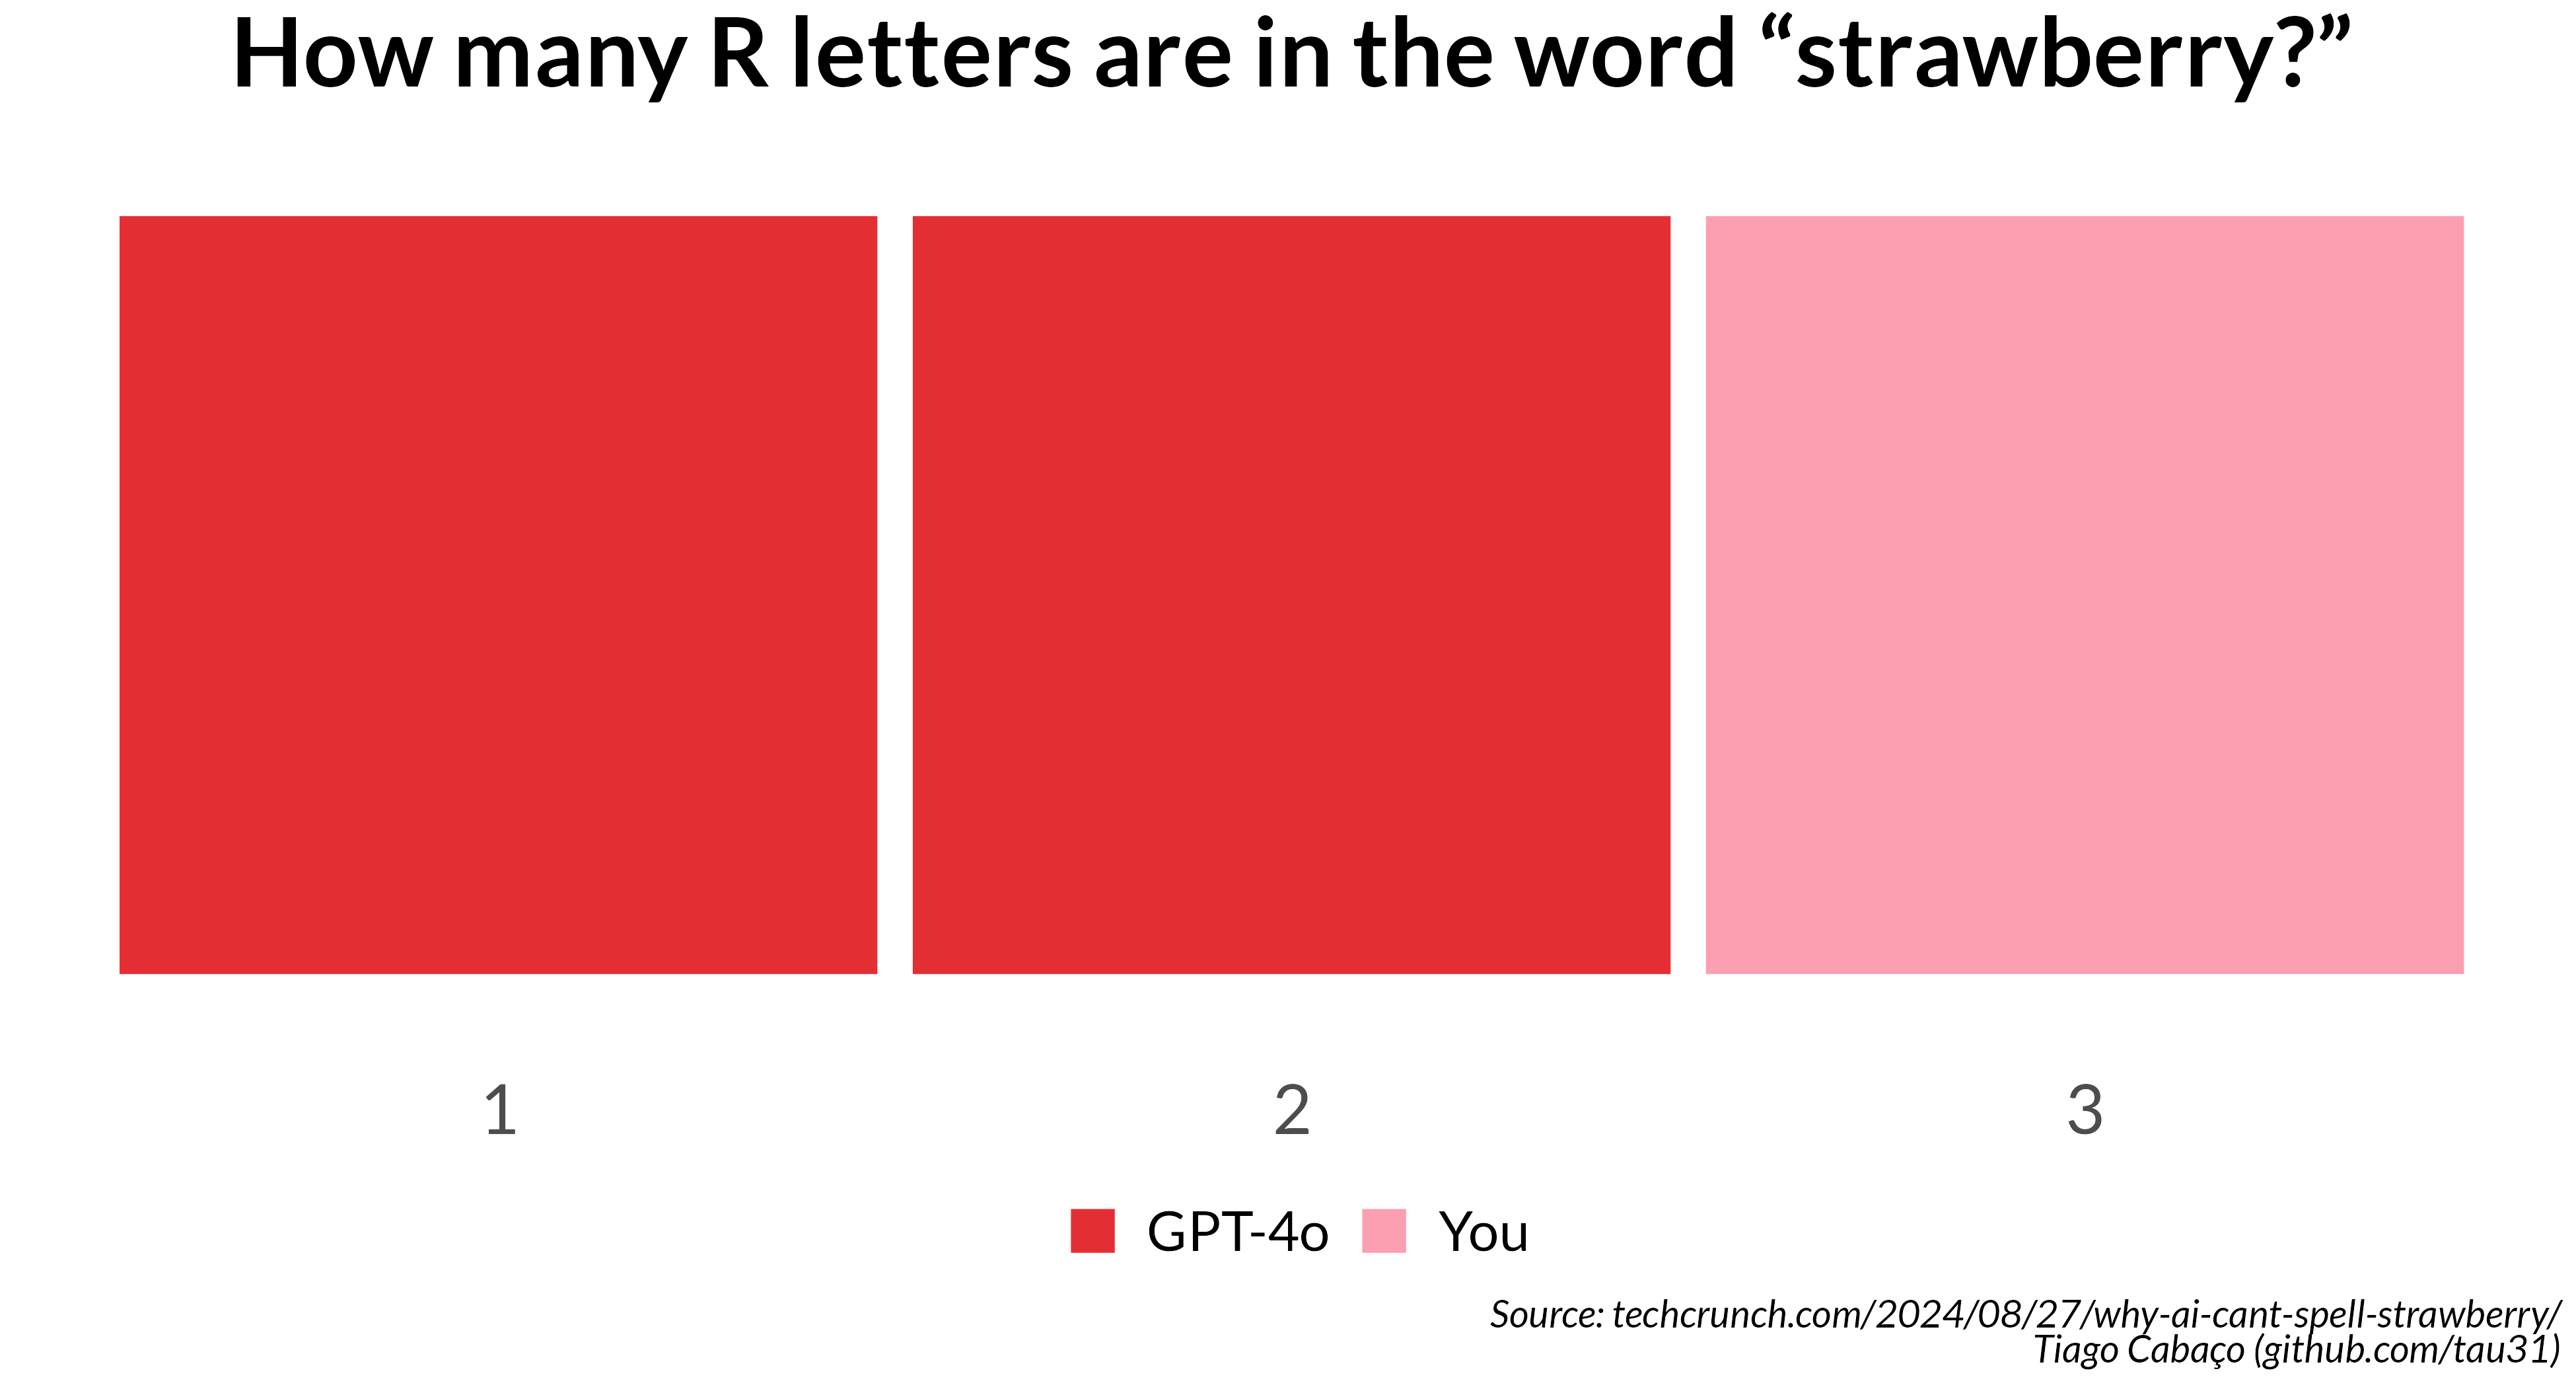 How many R letters are in the word “strawberry?”
1 2 3
GPT-4o You
Source: techcrunch.com/2024/08/27/why-ai-cant-spell-strawberry/
Tiago Cabaço (github.com/tau31)